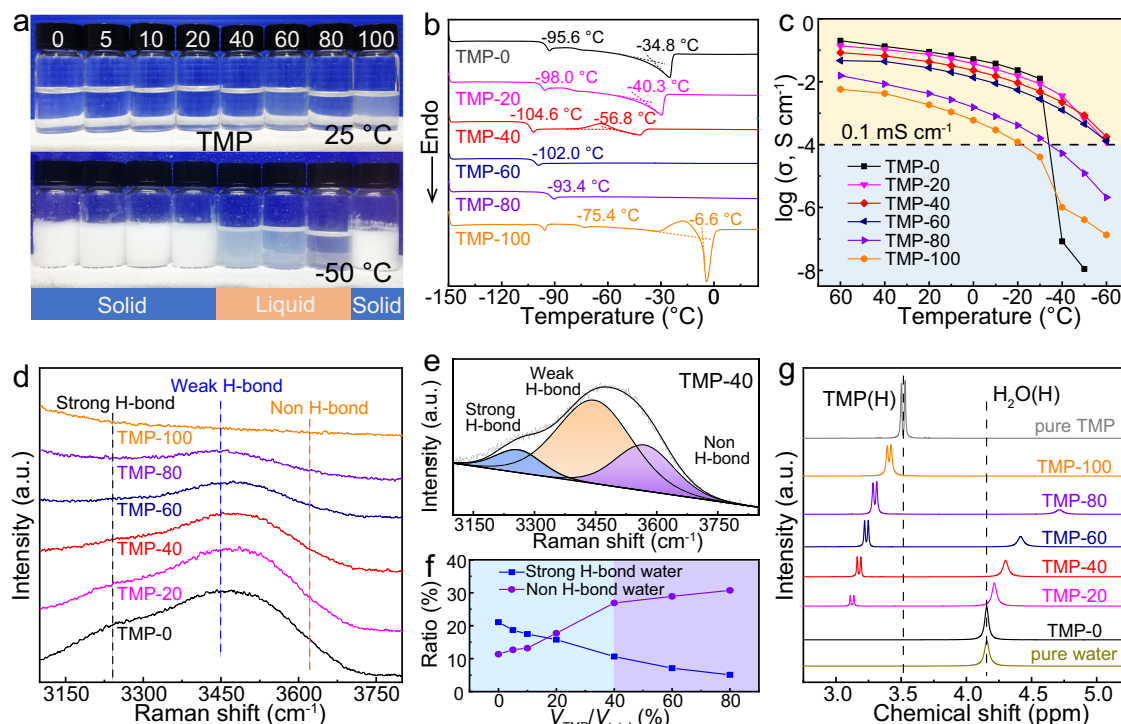 a
0 5 10 20 40 60 80 100
TMP
25 °C
-50 °C
Solid Liquid Solid
b
Endo
TMP-0
-95.6 °C
-34.8 °C
TMP-20
-98.0 °C
-40.3 °C
TMP-40
-104.6 °C
-56.8 °C
TMP-60
-102.0 °C
TMP-80
-93.4 °C
TMP-100
-75.4 °C
-6.6 °C
-150 -120 -90 -60 -30 0
Temperature (°C)
c
log (σ, S cm⁻¹)
0
-2
-4
-6
-8
0.1 mS cm⁻¹
TMP-0
TMP-20
TMP-40
TMP-60
TMP-80
TMP-100
60 40 20 0 -20 -40 -60
Temperature (°C)
d
Intensity (a.u.)
Strong H-bond
Weak H-bond
Non H-bond
TMP-100
TMP-80
TMP-60
TMP-40
TMP-20
TMP-0
3150 3300 3450 3600 3750
Raman shift (cm⁻¹)
e
Intensity (a.u.)
Strong
H-bond
Weak
H-bond
Non
H-bond
TMP-40
3150 3300 3450 3600 3750
Raman shift (cm⁻¹)
f
Ratio (%)
40
30
20
10
0
Strong H-bond water
Non H-bond water
0 20 40 60 80
(%)
g
Intensity (a.u.)
TMP(H)
H₂O(H)
pure TMP
TMP-100
TMP-80
TMP-60
TMP-40
TMP-20
TMP-0
pure water
3.0 3.5 4.0 4.5 5.0
Chemical shift (ppm)